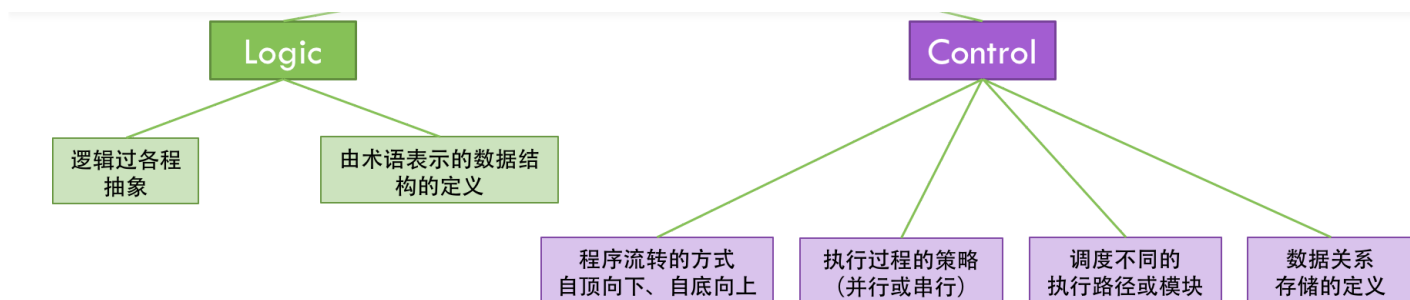 Logic
Control
逻辑过各程
抽象
由术语表示的数据结
构的定义
程序流转的方式
自顶向下、自底向上
执行过程的策略
（并行或串行）
调度不同的
执行路径或模块
数据关系
存储的定义